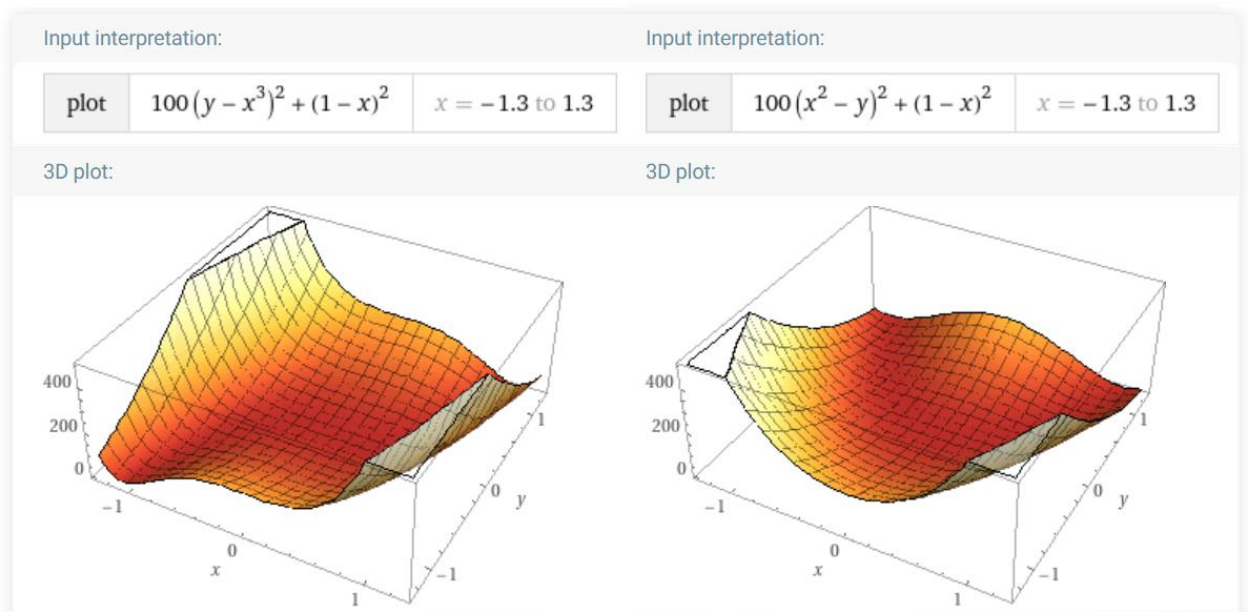 Input interpretation:
plot 100(y − x³)² + (1 − x)² x = −1.3 to 1.3
3D plot:
400
200
0
−1
0
x
1
−1
0
y
1
Input interpretation:
plot 100(x² − y)² + (1 − x)² x = −1.3 to 1.3
3D plot:
400
200
0
−1
0
x
1
−1
0
y
1